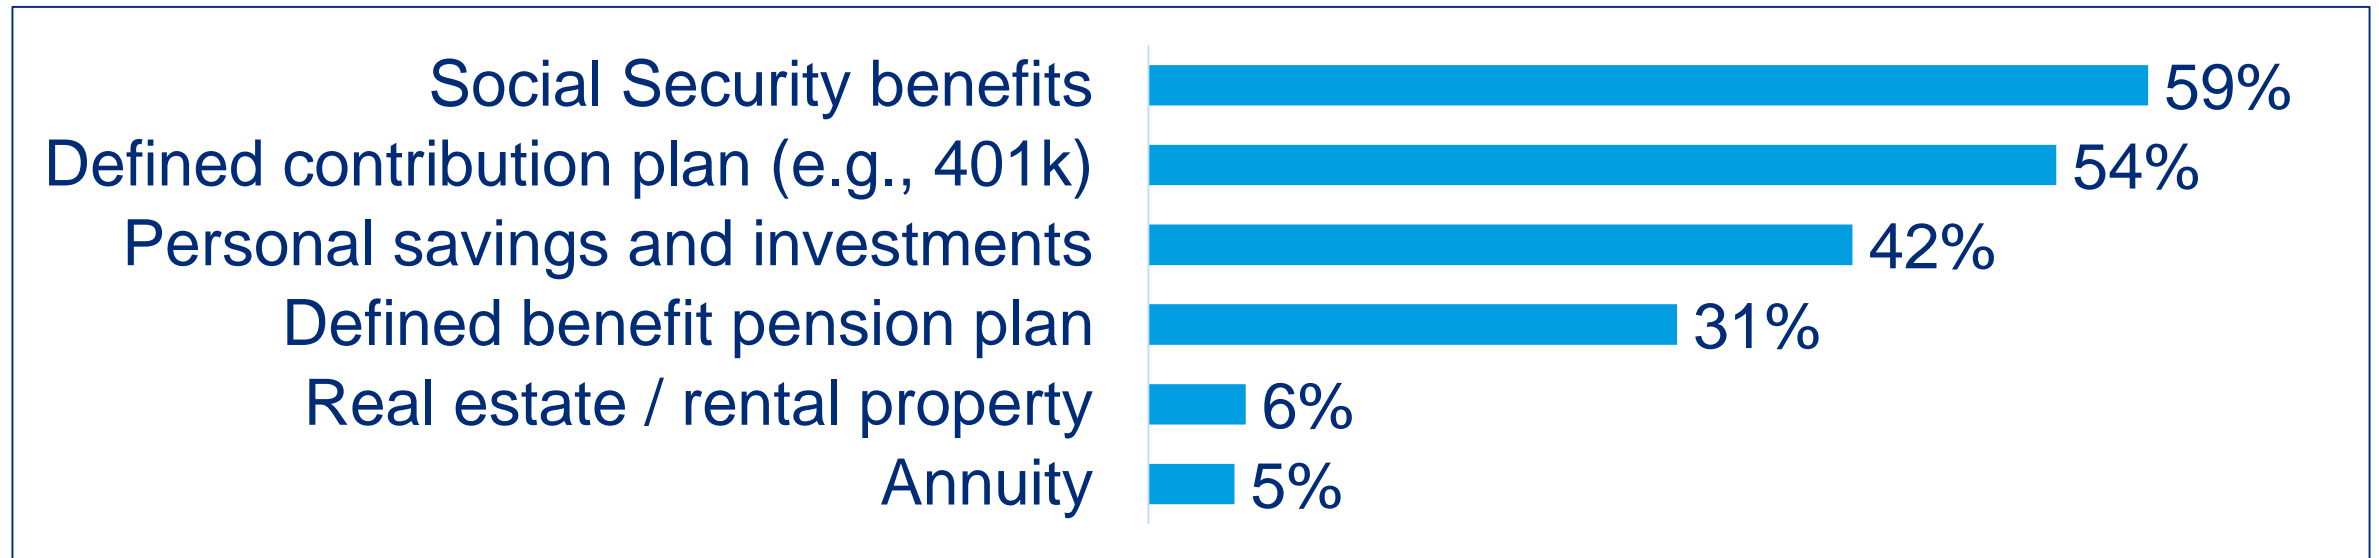 Social Security benefits 59%
Defined contribution plan (e.g., 401k) 54%
Personal savings and investments 42%
Defined benefit pension plan 31%
Real estate / rental property 6%
Annuity 5%